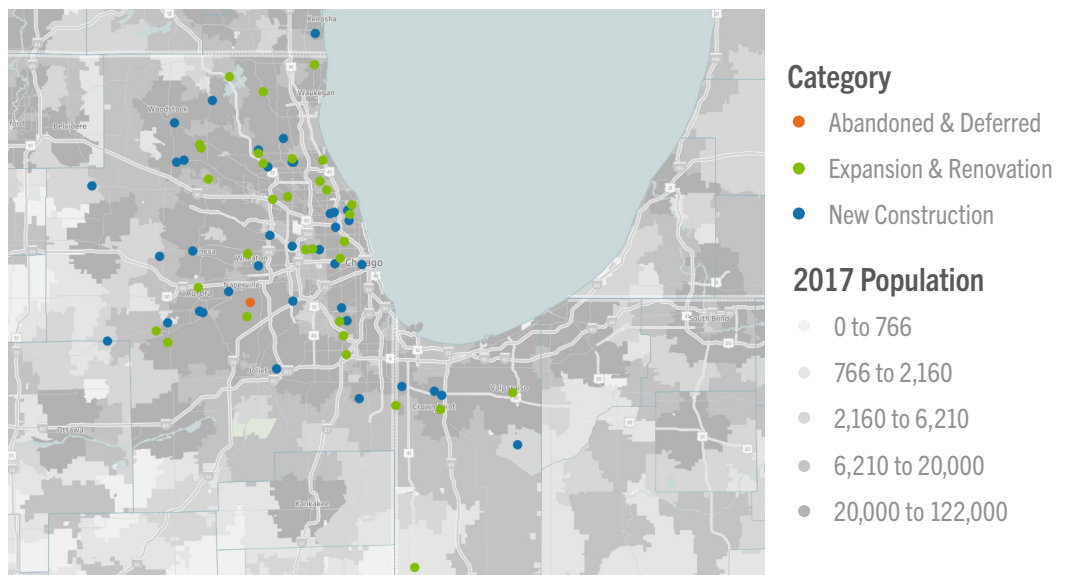 Kenosha
Waukegan
Woodstock
Belvidere
Chicago
Aurora
Naperville
Joliet
South Bend
Valparaiso
Crown Point
Ottawa
Kankakee
Category
Abandoned & Deferred
Expansion & Renovation
New Construction
2017 Population
0 to 766
766 to 2,160
2,160 to 6,210
6,210 to 20,000
20,000 to 122,000